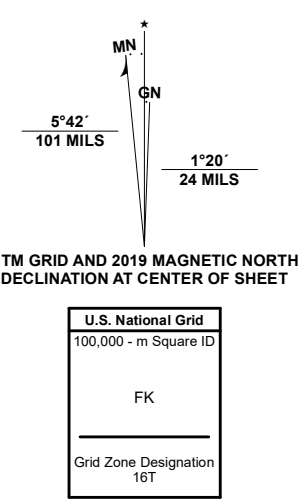 ★
MN
GN
5°42´
101 MILS
1°20´
24 MILS
TM GRID AND 2019 MAGNETIC NORTH
DECLINATION AT CENTER OF SHEET
U.S. National Grid
100,000 - m Square ID
FK
Grid Zone Designation
16T